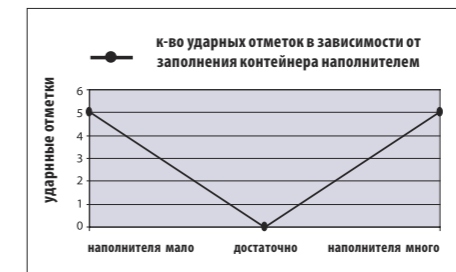 к-во ударных отметок в зависимости от
заполнения контейнера наполнителем
ударнные отметки
6
5
4
3
2
1
0
наполнителя мало достаточно наполнителя много